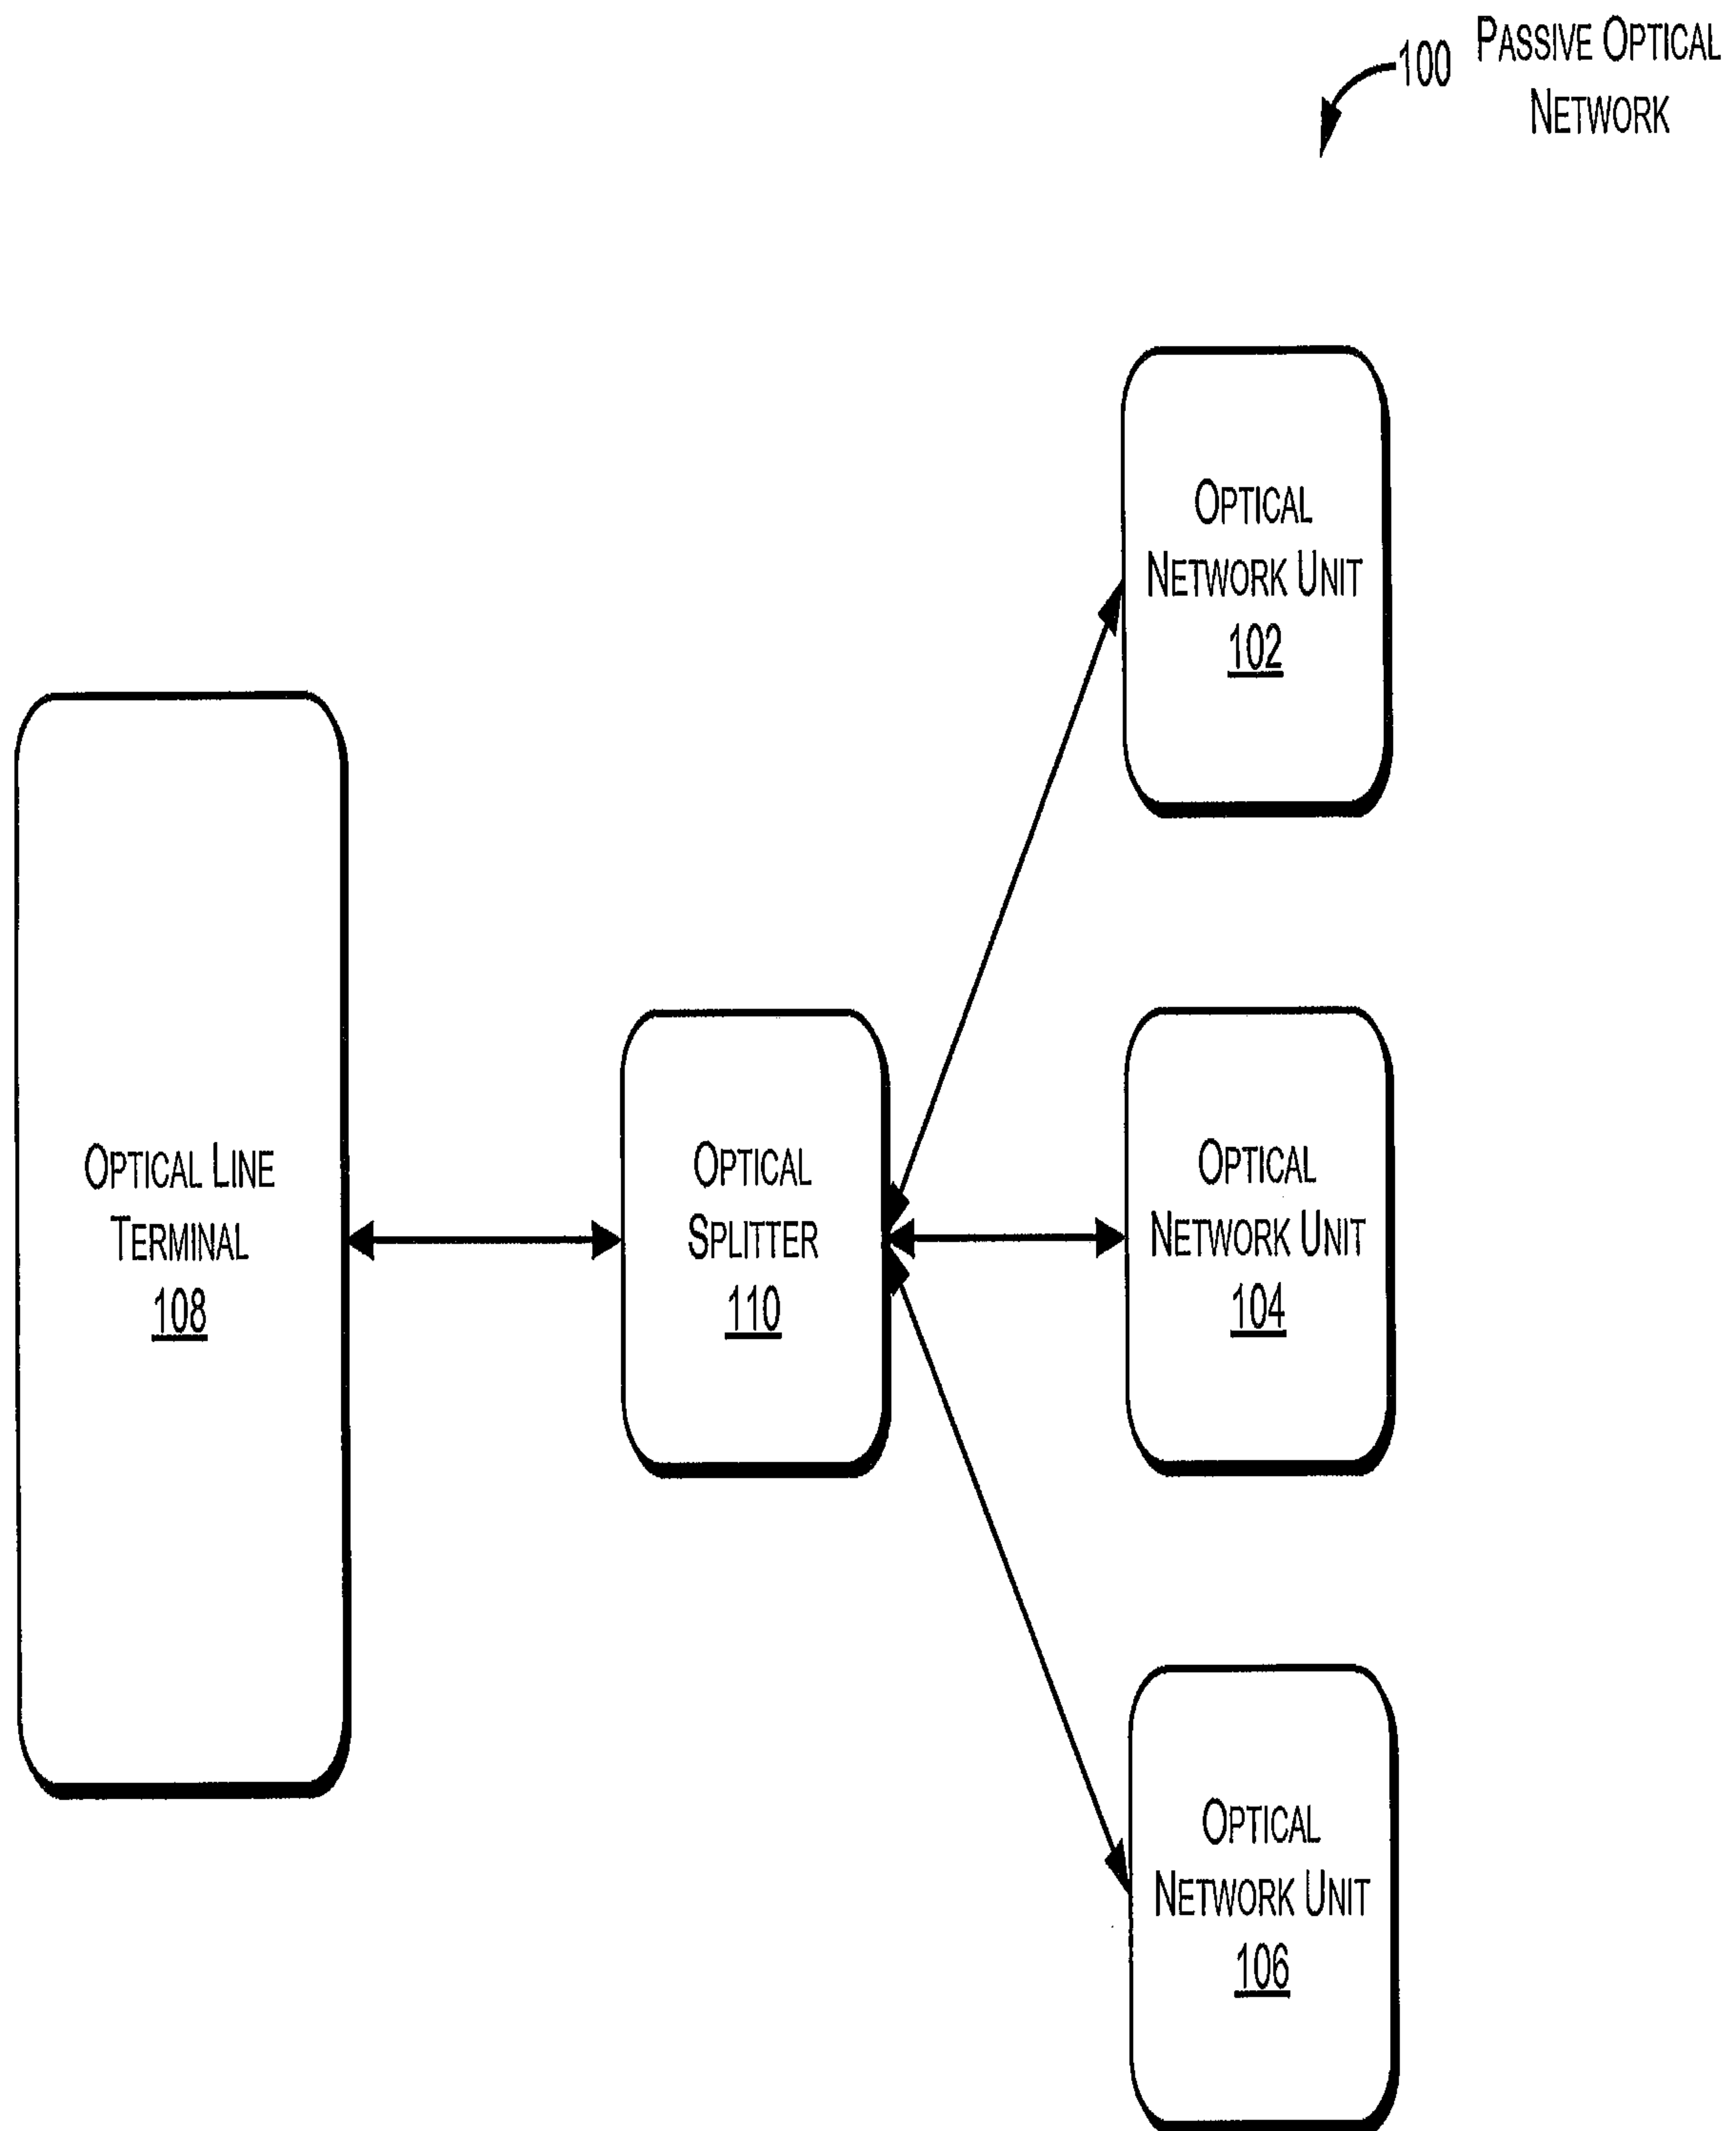 100 PASSIVE OPTICAL
NETWORK
OPTICAL
NETWORK UNIT
102
OPTICAL LINE
TERMINAL
108
OPTICAL
SPLITTER
110
OPTICAL
NETWORK UNIT
104
OPTICAL
NETWORK UNIT
106